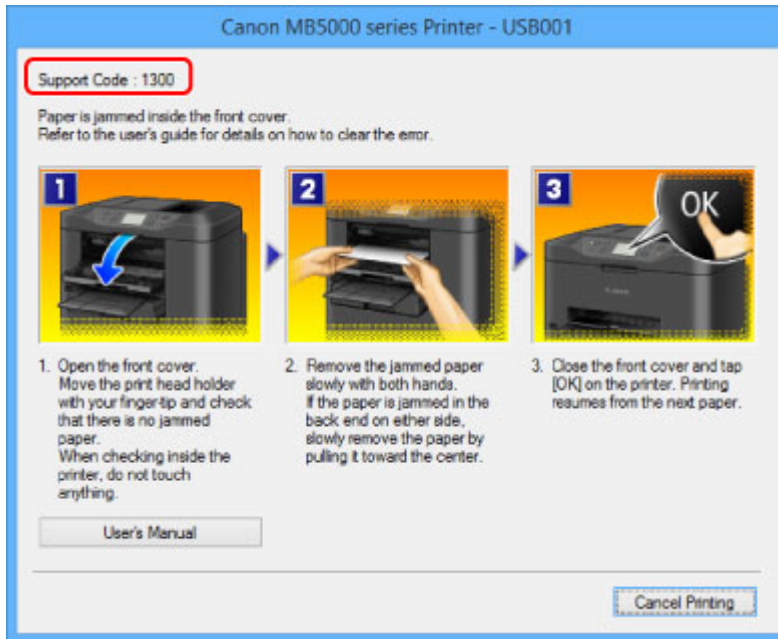 Canon MB5000 series Printer - USB001
Support Code : 1300
Paper is jammed inside the front cover.
Refer to the user's guide for details on how to clear the error.
1
2
3
OK
1. Open the front cover.
Move the print head holder
with your finger-tip and check
that there is no jammed
paper.
When checking inside the
printer, do not touch
anything.
2. Remove the jammed paper
slowly with both hands.
If the paper is jammed in the
back end on either side,
slowly remove the paper by
pulling it toward the center.
3. Close the front cover and tap
[OK] on the printer. Printing
resumes from the next paper.
User's Manual
Cancel Printing